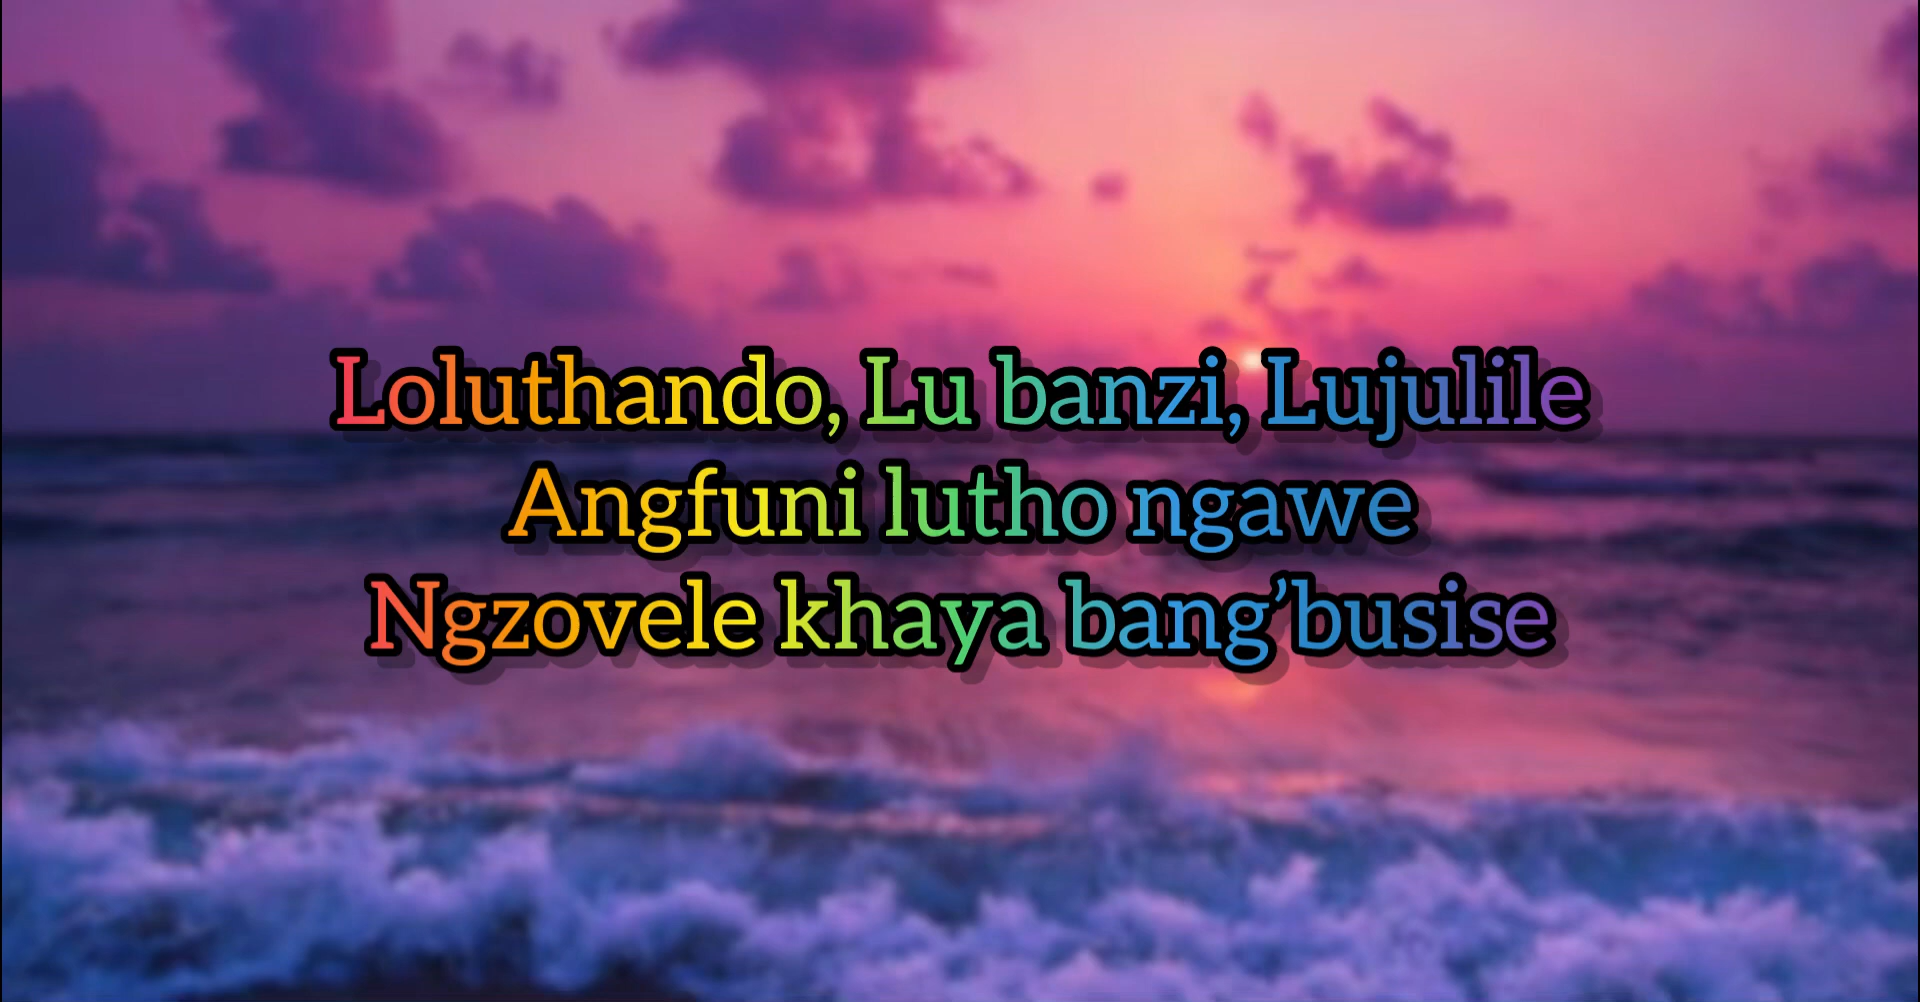 Loluthando, Lu banzi, Lujulile
Angfuni lutho ngawe
Ngzovele khaya bang’busise